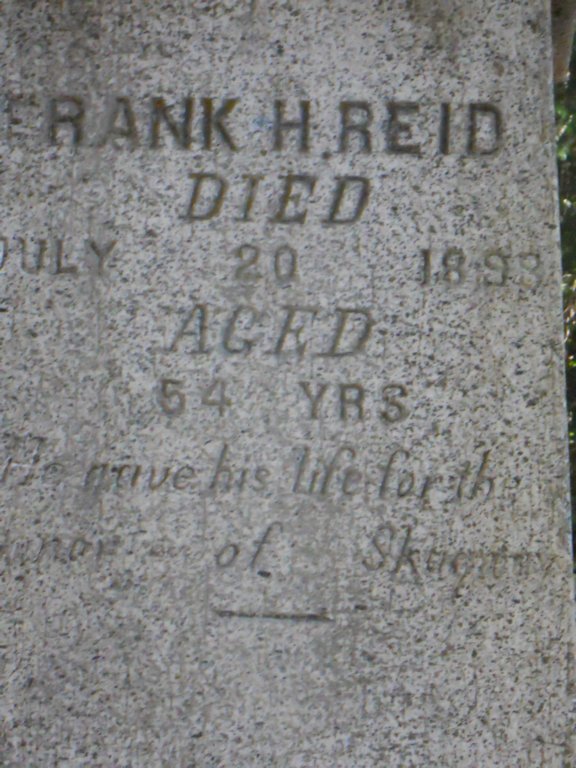 FRANK H. REID
DIED
JULY 20 1898
AGED
54 YRS
He gave his life for the
Honor of Skagway